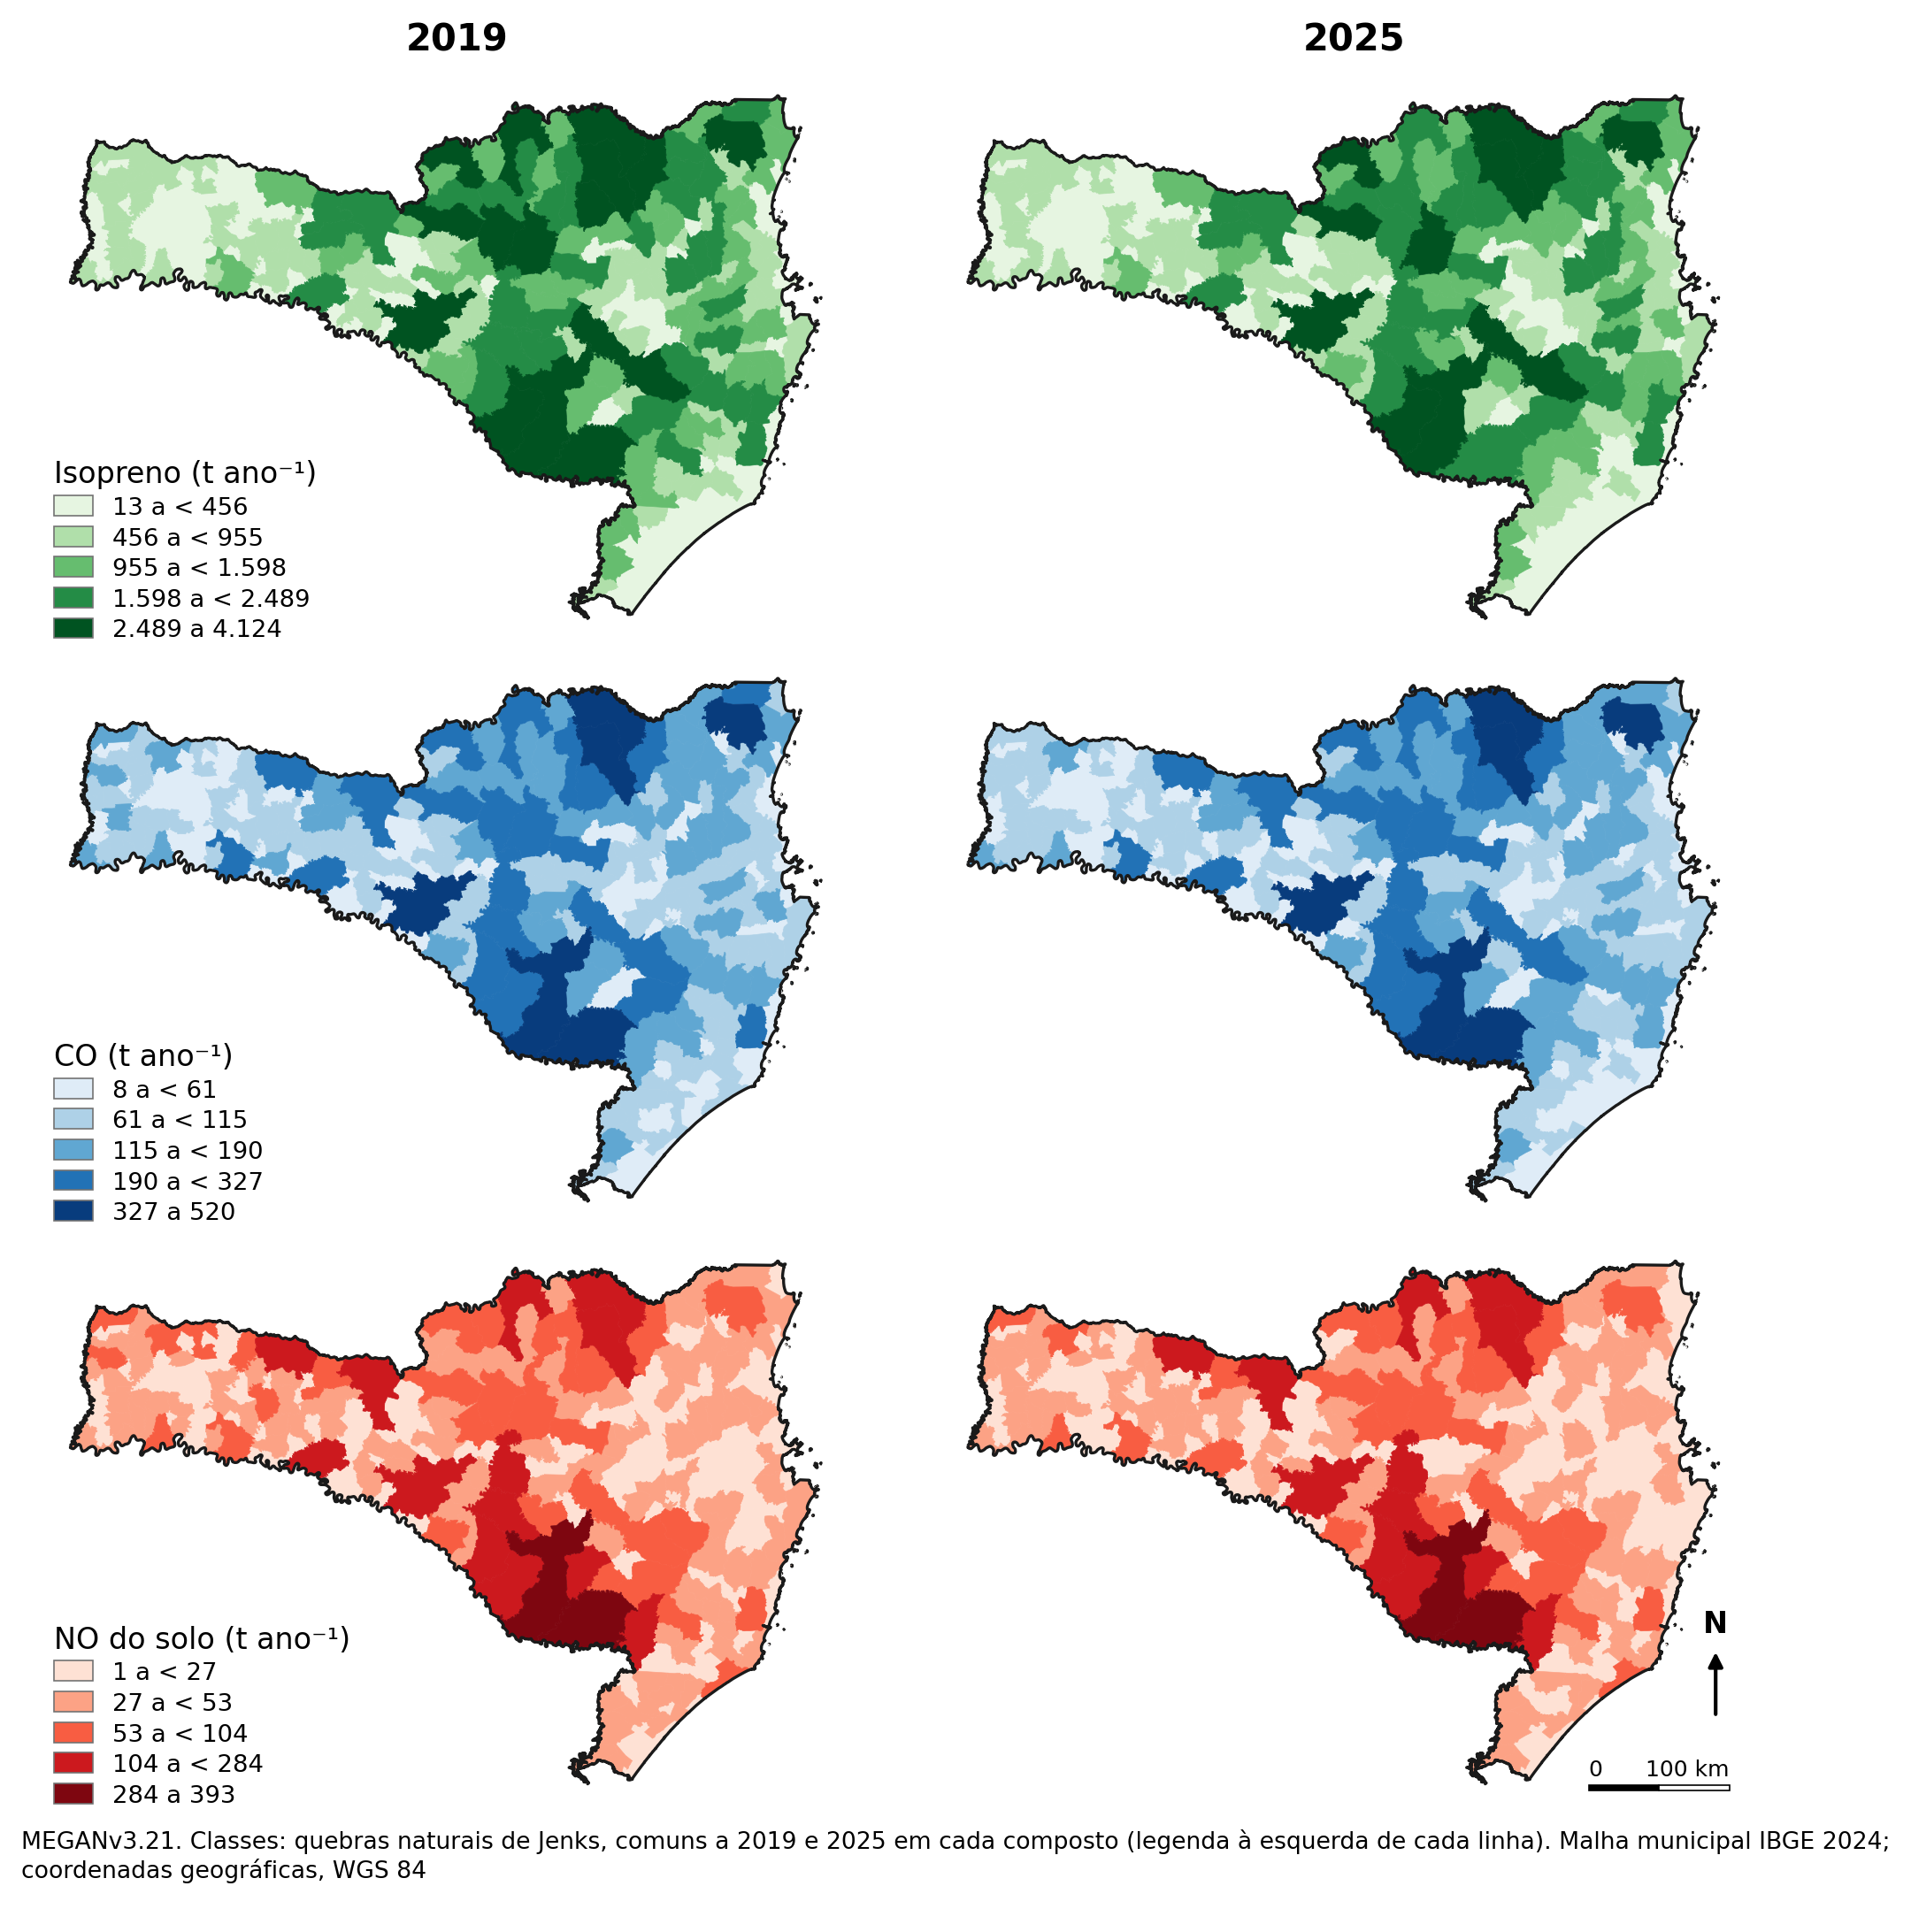 2019
2025
Isopreno (t ano⁻¹)
13 a < 456
456 a < 955
955 a < 1.598
1.598 a < 2.489
2.489 a 4.124
CO (t ano⁻¹)
8 a < 61
61 a < 115
115 a < 190
190 a < 327
327 a 520
NO do solo (t ano⁻¹)
1 a < 27
27 a < 53
53 a < 104
104 a < 284
284 a 393
N
0 100 km
MEGANv3.21. Classes: quebras naturais de Jenks, comuns a 2019 e 2025 em cada composto (legenda à esquerda de cada linha). Malha municipal IBGE 2024;
coordenadas geográficas, WGS 84